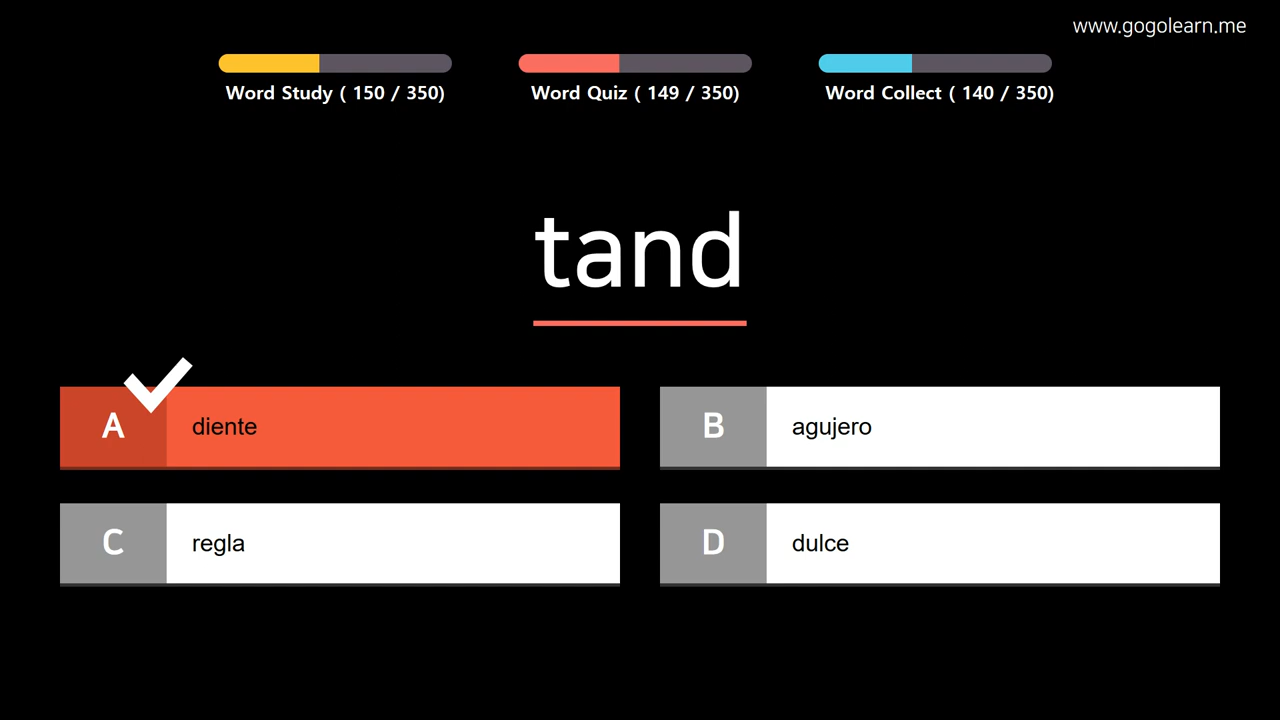 www.gogolearn.me
Word Study ( 150 / 350)
Word Quiz ( 149 / 350)
Word Collect ( 140 / 350)
tand
A diente
B agujero
C regla
D dulce